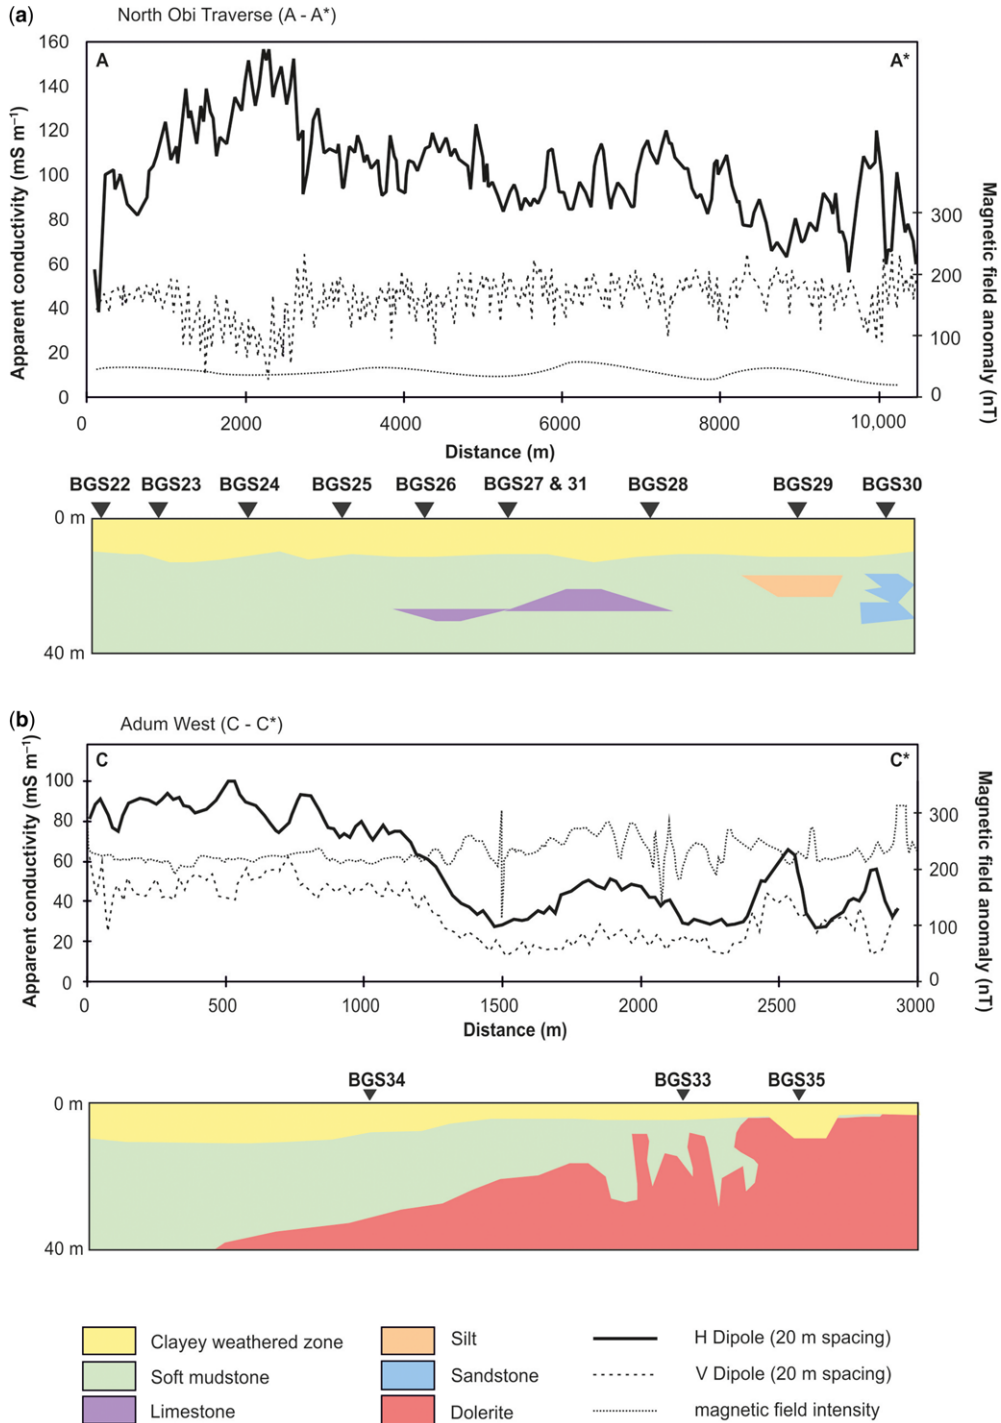 (a)
North Obi Traverse (A - A*)
160
140
120
100
80
60
40
20
0
Apparent conductivity (mS m⁻¹)
A
A*
300
200
100
0
Magnetic field anomaly (nT)
0
2000
4000
6000
8000
10,000
Distance (m)
BGS22
BGS23
BGS24
BGS25
BGS26
BGS27 & 31
BGS28
BGS29
BGS30
0 m
40 m
(b)
Adum West (C - C*)
100
80
60
40
20
0
Apparent conductivity (mS m⁻¹)
C
C*
300
200
100
0
Magnetic field anomaly (nT)
0
500
1000
1500
2000
2500
3000
Distance (m)
BGS34
BGS33
BGS35
0 m
40 m
Clayey weathered zone
Soft mudstone
Limestone
Silt
Sandstone
Dolerite
H Dipole (20 m spacing)
V Dipole (20 m spacing)
magnetic field intensity